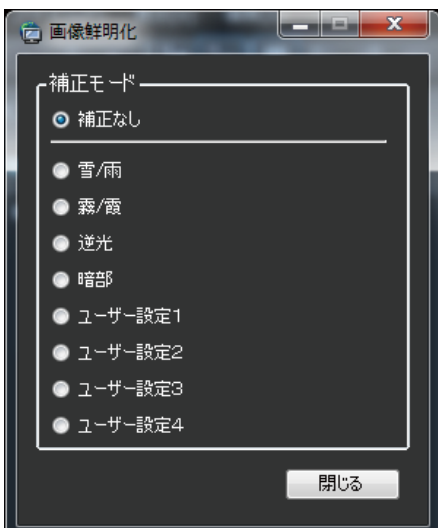 画像鮮明化
補正モード
補正なし
雪/雨
霧/霞
逆光
暗部
ユーザー設定1
ユーザー設定2
ユーザー設定3
ユーザー設定4
閉じる